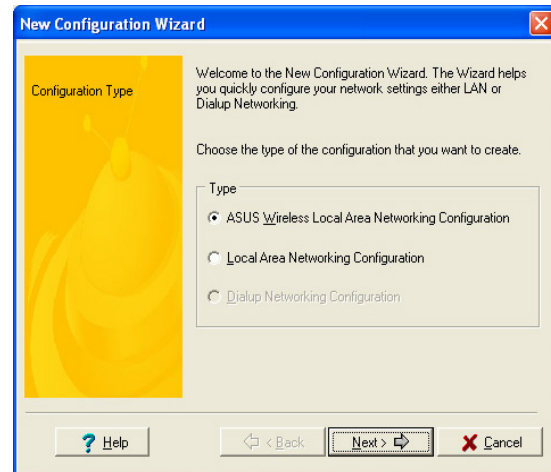 New Configuration Wizard
Configuration Type
Welcome to the New Configuration Wizard. The Wizard helps
you quickly configure your network settings either LAN or
Dialup Networking.
Choose the type of the configuration that you want to create.
Type
ASUS Wireless Local Area Networking Configuration
Local Area Networking Configuration
Dialup Networking Configuration
? Help
< Back
Next >
Cancel